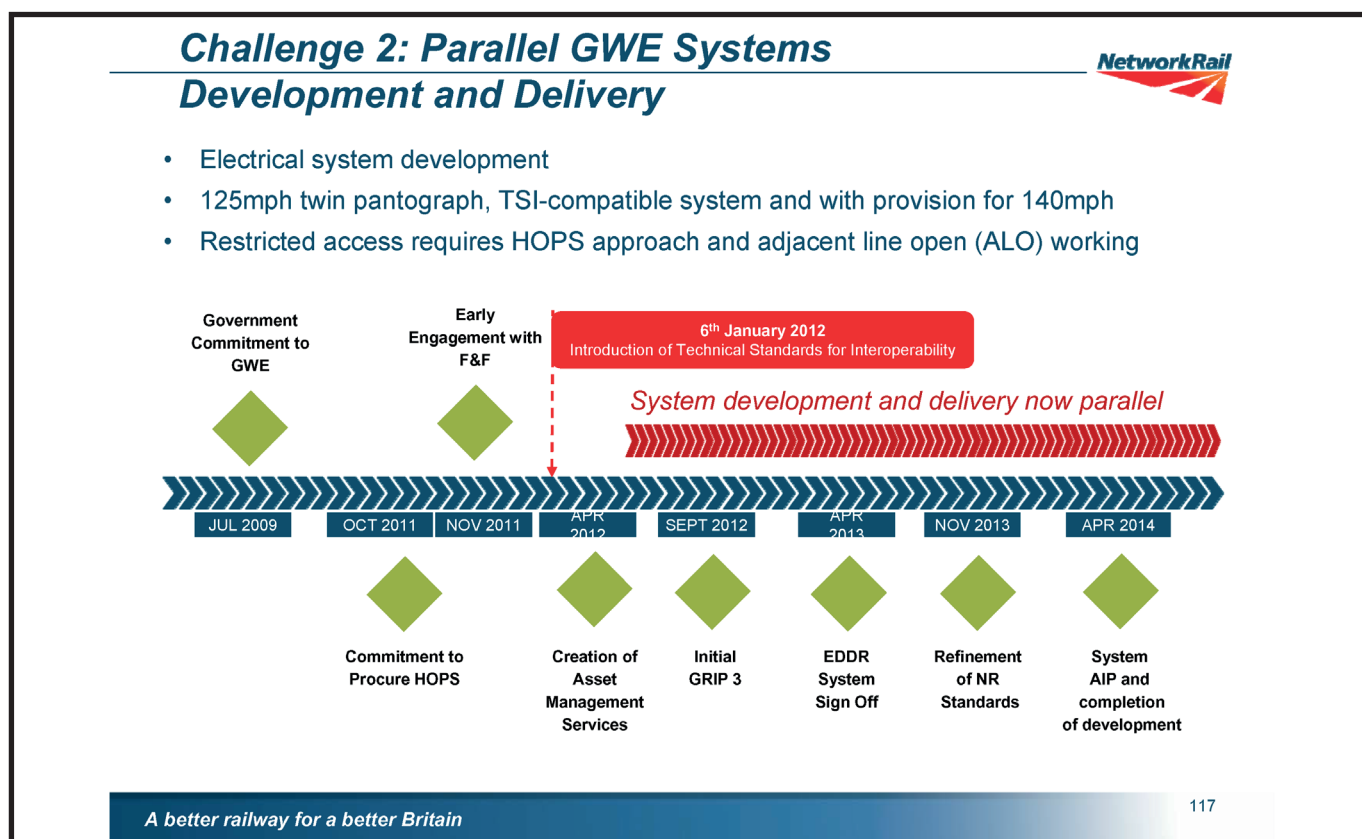 Challenge 2: Parallel GWE Systems
Development and Delivery
NetworkRail
• Electrical system development
• 125mph twin pantograph, TSI-compatible system and with provision for 140mph
• Restricted access requires HOPS approach and adjacent line open (ALO) working
Government
Commitment to
GWE
Early
Engagement with
F&F
6th January 2012
Introduction of Technical Standards for Interoperability
System development and delivery now parallel
JUL 2009
OCT 2011
NOV 2011
APR
2012
SEPT 2012
APR
2013
NOV 2013
APR 2014
Commitment to
Procure HOPS
Creation of
Asset
Management
Services
Initial
GRIP 3
EDDR
System
Sign Off
Refinement
of NR
Standards
System
AIP and
completion
of development
A better railway for a better Britain
117